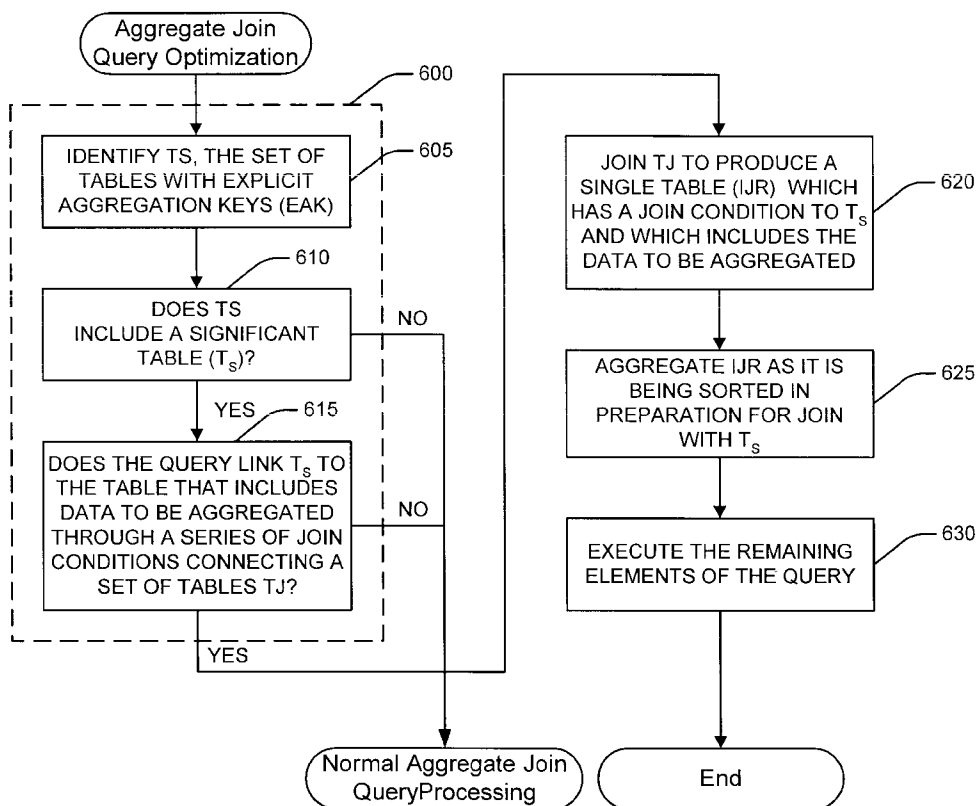 Aggregate Join
Query Optimization
600
IDENTIFY TS, THE SET OF
TABLES WITH EXPLICIT
AGGREGATION KEYS (EAK)
605
610
DOES TS
INCLUDE A SIGNIFICANT
TABLE (TS)?
NO
YES
615
DOES THE QUERY LINK TS TO
THE TABLE THAT INCLUDES
DATA TO BE AGGREGATED
THROUGH A SERIES OF JOIN
CONDITIONS CONNECTING A
SET OF TABLES TJ?
NO
YES
Normal Aggregate Join
QueryProcessing
JOIN TJ TO PRODUCE A
SINGLE TABLE (IJR) WHICH
HAS A JOIN CONDITION TO TS
AND WHICH INCLUDES THE
DATA TO BE AGGREGATED
620
AGGREGATE IJR AS IT IS
BEING SORTED IN
PREPARATION FOR JOIN
WITH TS
625
EXECUTE THE REMAINING
ELEMENTS OF THE QUERY
630
End